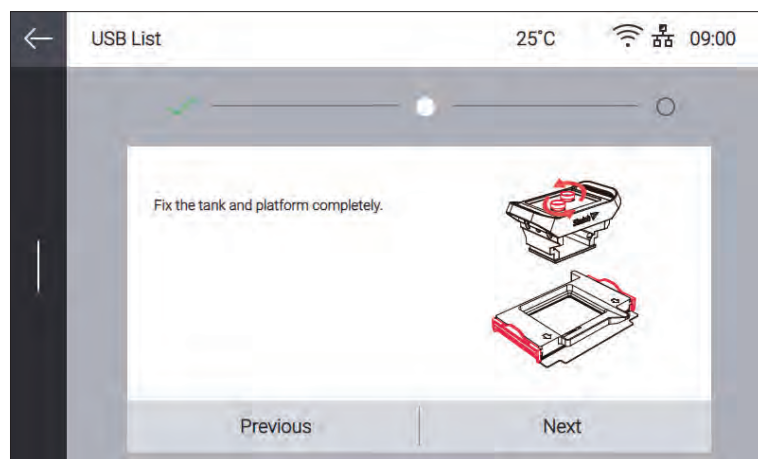 USB List
25°C
09:00
Fix the tank and platform completely.
Previous
Next